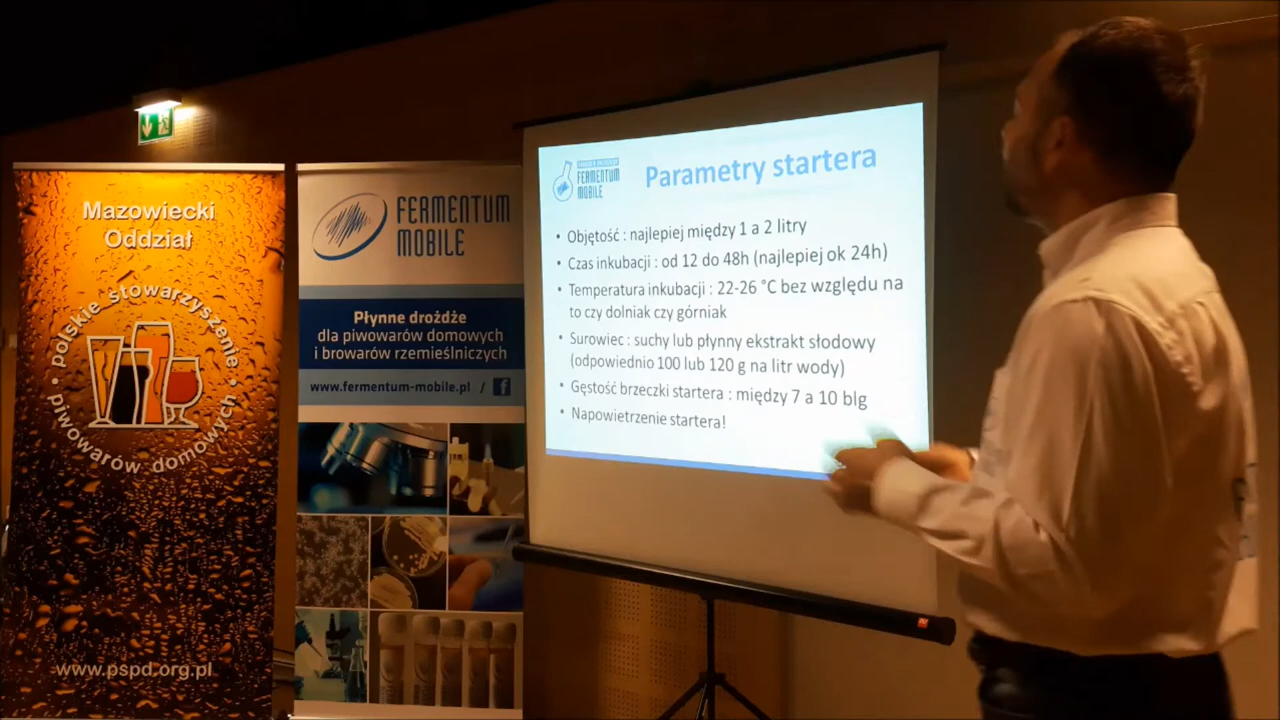 Mazowiecki
Oddział
polskie stowarzyszenie
piwowarów domowych
www.pspd.org.pl
FERMENTUM
MOBILE
Płynne drożdże
dla piwowarów domowych
i browarów rzemieślniczych
www.fermentum-mobile.pl / f
FERMENTUM
MOBILE
Parametry startera
• Objętość : najlepiej między 1 a 2 litry
• Czas inkubacji : od 12 do 48h (najlepiej ok 24h)
• Temperatura inkubacji : 22-26 °C bez względu na
to czy dolniak czy górniak
• Surowiec : suchy lub płynny ekstrakt słodowy
(odpowiednio 100 lub 120 g na litr wody)
• Gęstość brzeczki startera : między 7 a 10 blg
• Napowietrzenie startera!